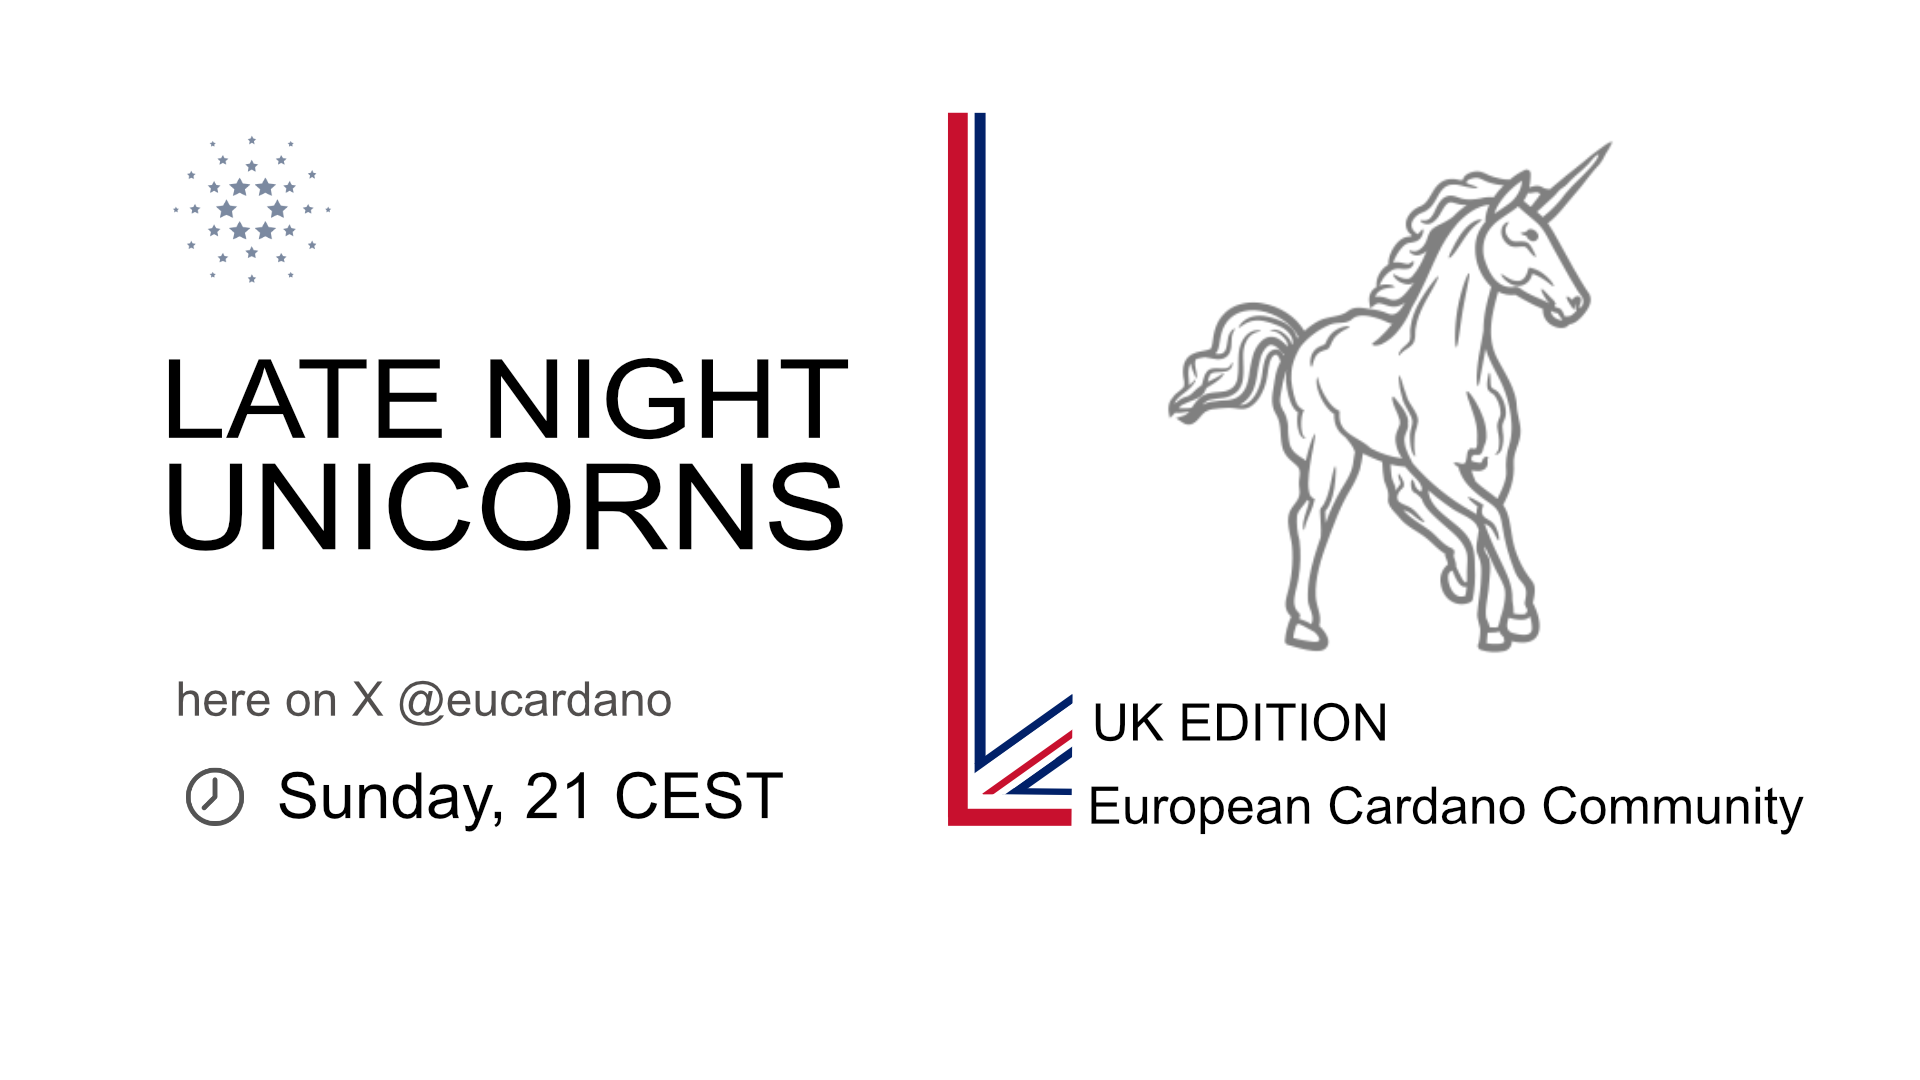 LATE NIGHT
UNICORNS
here on X @eucardano
Sunday, 21 CEST
UK EDITION
European Cardano Community